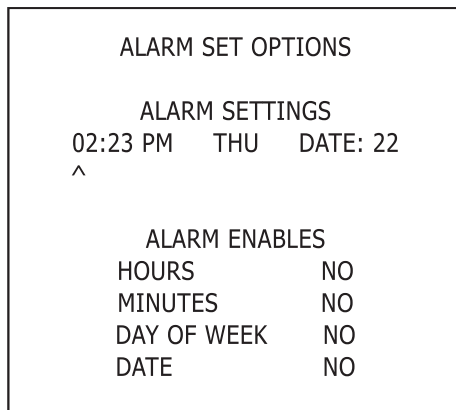 ALARM SET OPTIONS
ALARM SETTINGS
02:23 PM THU DATE: 22
^
ALARM ENABLES
HOURS NO
MINUTES NO
DAY OF WEEK NO
DATE NO